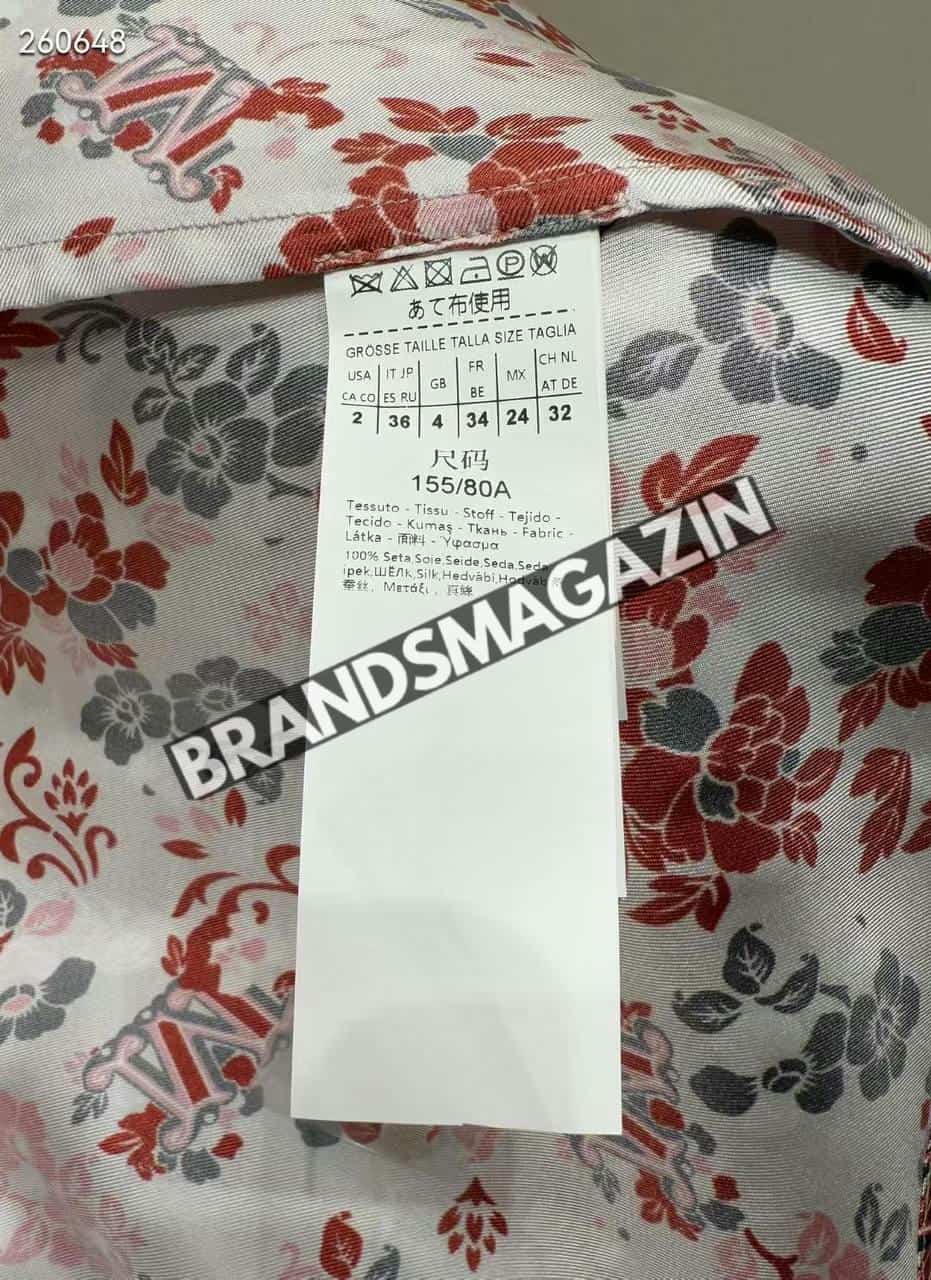 260648
あて布使用
GRÖSSE TAILLE TALLA SIZE TAGLIA
USA IT JP GB FR MX CH NL
CA CO ES RU BE AT DE
2 36 4 34 24 32
尺码
155/80A
Tessuto - Tissu - Stoff - Tejido -
Tecido - Kumaş - Ткань - Fabric -
Látka - 面料 - Ύφασμα
100% Seta,Soie,Seide,Seda,Seda
ipek,ШЁЛК,Silk,Hedvábí,Hodváb
蚕丝, Μετάξι, 真絲
BRANDSMAGAZIN